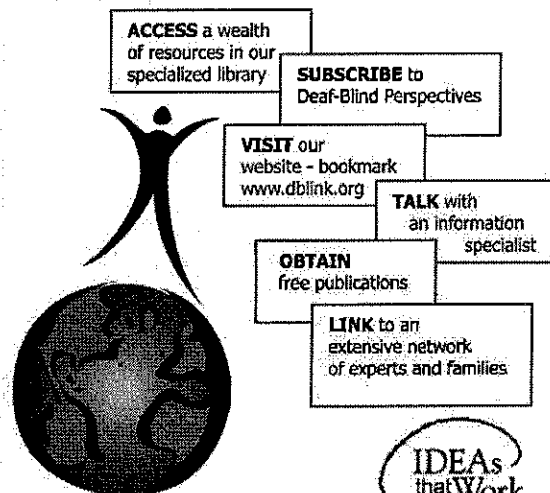 ACCESS a wealth
of resources in our
specialized library
SUBSCRIBE to
Deaf-Blind Perspectives
VISIT our
website - bookmark
www.dblink.org
TALK with
an information
specialist
OBTAIN
free publications
LINK to an
extensive network
of experts and families
IDEAs
that Work